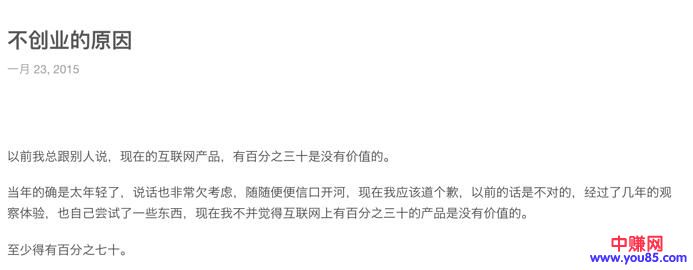 不创业的原因
一月 23, 2015
以前我总跟别人说，现在的互联网产品，有百分之三十是没有价值的。
当年的确是太年轻了，说话也非常欠考虑，随随便便信口开河，现在我应该道个歉，以前的话是不对的，经过了几年的观
察体验，也自己尝试了一些东西，现在我不并觉得互联网上有百分之三十的产品是没有价值的。
至少得有百分之七十。
中赚网
www.you85.com